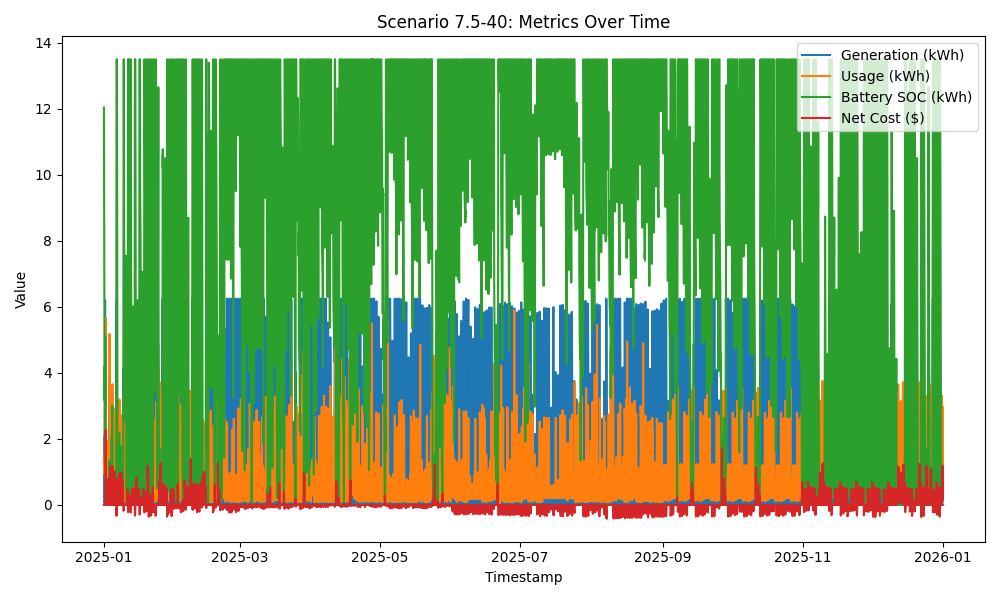 Scenario 7.5-40: Metrics Over Time
Generation (kWh)
Usage (kWh)
Battery SOC (kWh)
Net Cost ($)
14
12
10
8
6
4
2
0
Value
2025-01
2025-03
2025-05
2025-07
2025-09
2025-11
2026-01
Timestamp